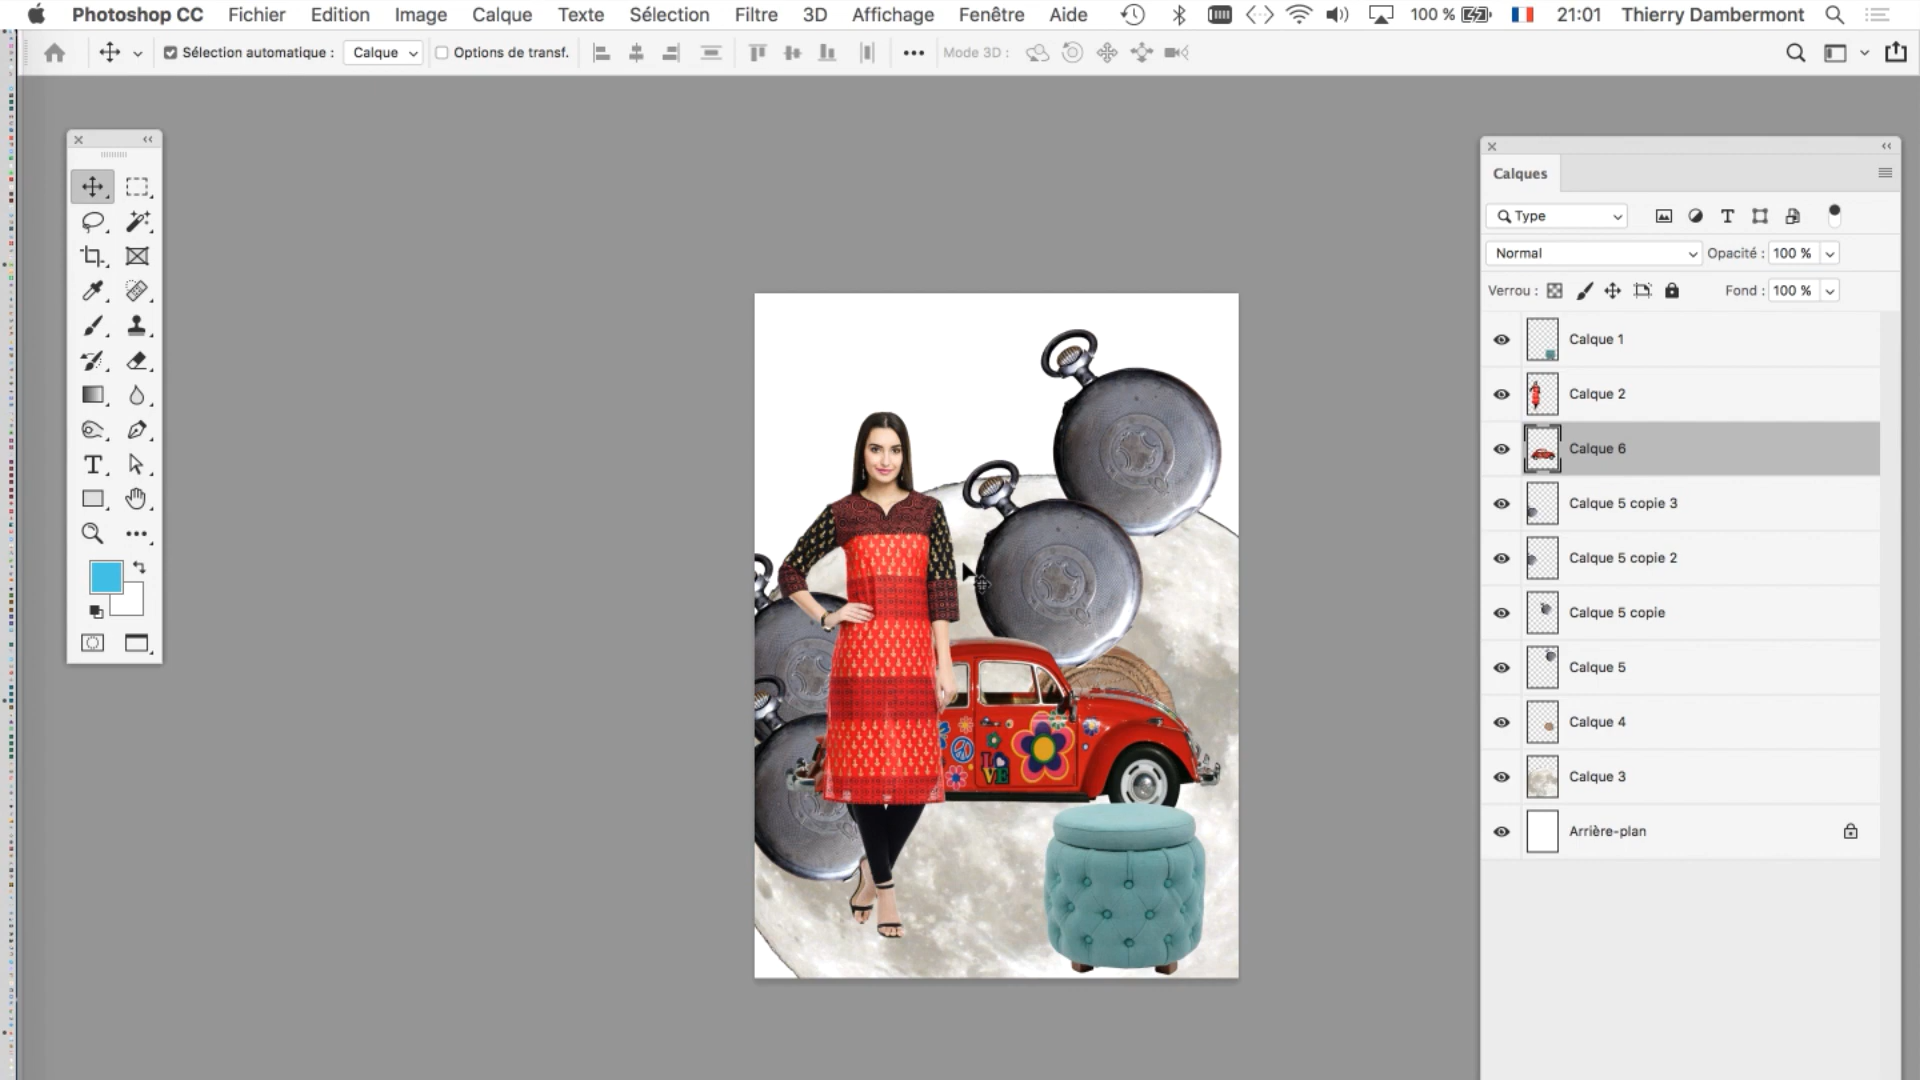 Photoshop CC Fichier Edition Image Calque Texte Sélection Filtre 3D Affichage Fenêtre Aide 100 % 21:01 Thierry Dambermont
Sélection automatique : Calque Options de transf. Mode 3D :
Calques
Type
Normal Opacité : 100 %
Verrou : Fond : 100 %
Calque 1
Calque 2
Calque 6
Calque 5 copie 3
Calque 5 copie 2
Calque 5 copie
Calque 5
Calque 4
Calque 3
Arrière-plan
LO
VE